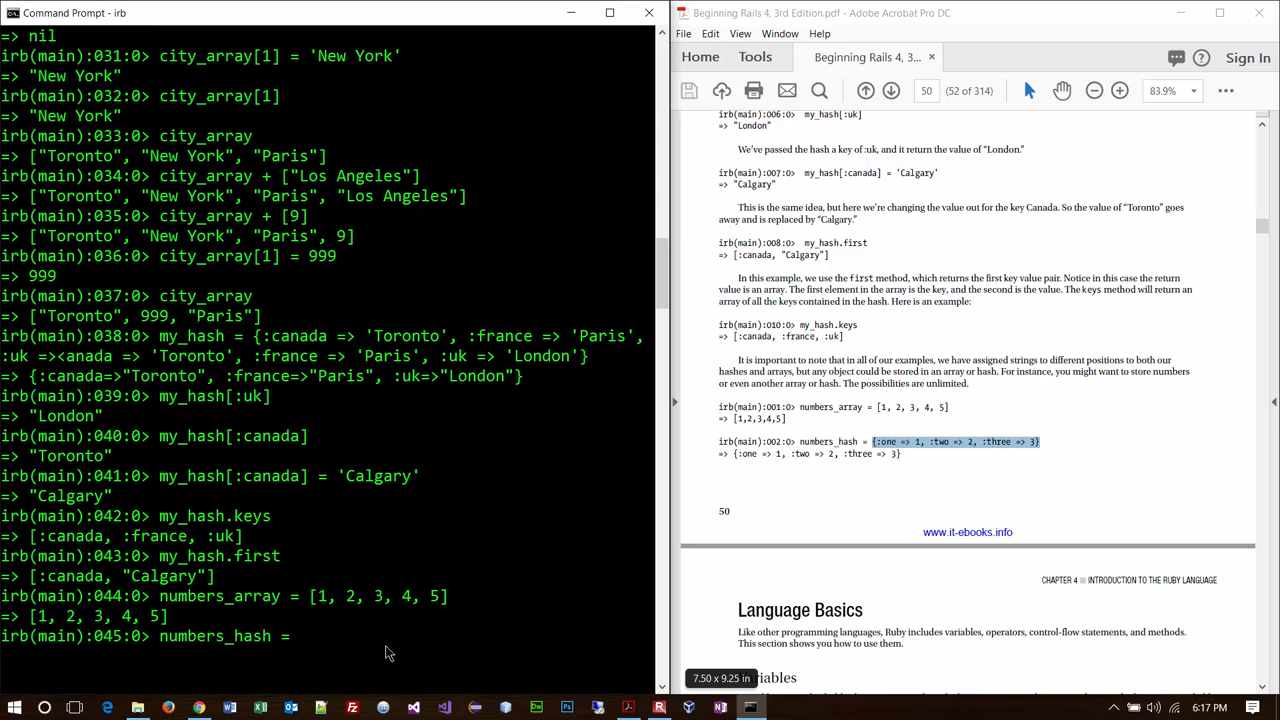 Command Prompt - irb
=> nil
irb(main):031:0> city_array[1] = 'New York'
=> "New York"
irb(main):032:0> city_array[1]
=> "New York"
irb(main):033:0> city_array
=> ["Toronto", "New York", "Paris"]
irb(main):034:0> city_array + ["Los Angeles"]
=> ["Toronto", "New York", "Paris", "Los Angeles"]
irb(main):035:0> city_array + [9]
=> ["Toronto", "New York", "Paris", 9]
irb(main):036:0> city_array[1] = 999
=> 999
irb(main):037:0> city_array
=> ["Toronto", 999, "Paris"]
irb(main):038:0> my_hash = {:canada => 'Toronto', :france => 'Paris',
:uk =><anada => 'Toronto', :france => 'Paris', :uk => 'London'}
=> {:canada=>"Toronto", :france=>"Paris", :uk=>"London"}
irb(main):039:0> my_hash[:uk]
=> "London"
irb(main):040:0> my_hash[:canada]
=> "Toronto"
irb(main):041:0> my_hash[:canada] = 'Calgary'
=> "Calgary"
irb(main):042:0> my_hash.keys
=> [:canada, :france, :uk]
irb(main):043:0> my_hash.first
=> [:canada, "Calgary"]
irb(main):044:0> numbers_array = [1, 2, 3, 4, 5]
=> [1, 2, 3, 4, 5]
irb(main):045:0> numbers_hash =
Beginning Rails 4, 3rd Edition.pdf - Adobe Acrobat Pro DC
File Edit View Window Help
Home Tools Beginning Rails 4, 3... × Sign In
50 (52 of 314) 83.9%
irb(main):006:0> my_hash[:uk]
=> "London"
We've passed the hash a key of :uk, and it return the value of “London.”
irb(main):007:0> my_hash[:canada] = 'Calgary'
=> "Calgary"
This is the same idea, but here we're changing the value out for the key Canada. So the value of “Toronto” goes
away and is replaced by “Calgary.”
irb(main):008:0> my_hash.first
=> [:canada, "Calgary"]
In this example, we use the first method, which returns the first key value pair. Notice in this case the return
value is an array. The first element in the array is the key, and the second is the value. The keys method will return an
array of all the keys contained in the hash. Here is an example:
irb(main):010:0> my_hash.keys
=> [:canada, :france, :uk]
It is important to note that in all of our examples, we have assigned strings to different positions to both our
hashes and arrays, but any object could be stored in an array or hash. For instance, you might want to store numbers
or even another array or hash. The possibilities are unlimited.
irb(main):001:0> numbers_array = [1, 2, 3, 4, 5]
=> [1,2,3,4,5]
irb(main):002:0> numbers_hash = {:one => 1, :two => 2, :three => 3}
=> {:one => 1, :two => 2, :three => 3}
50
www.it-ebooks.info
CHAPTER 4 ■ INTRODUCTION TO THE RUBY LANGUAGE
Language Basics
Like other programming languages, Ruby includes variables, operators, control-flow statements, and methods.
This section shows you how to use them.
7.50 x 9.25 in
6:17 PM